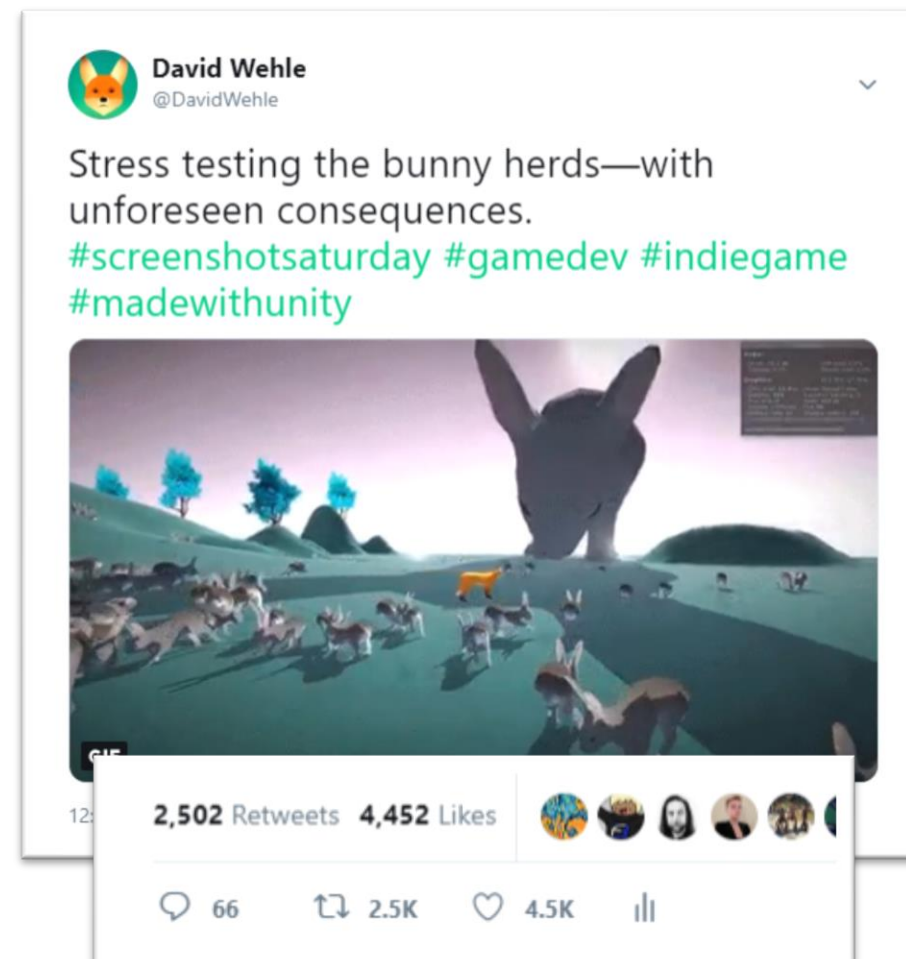 David Wehle
@DavidWehle
Stress testing the bunny herds—with
unforeseen consequences.
#screenshotsaturday #gamedev #indiegame
#madewithunity
GIF
12:
2,502 Retweets 4,452 Likes
66 2.5K 4.5K